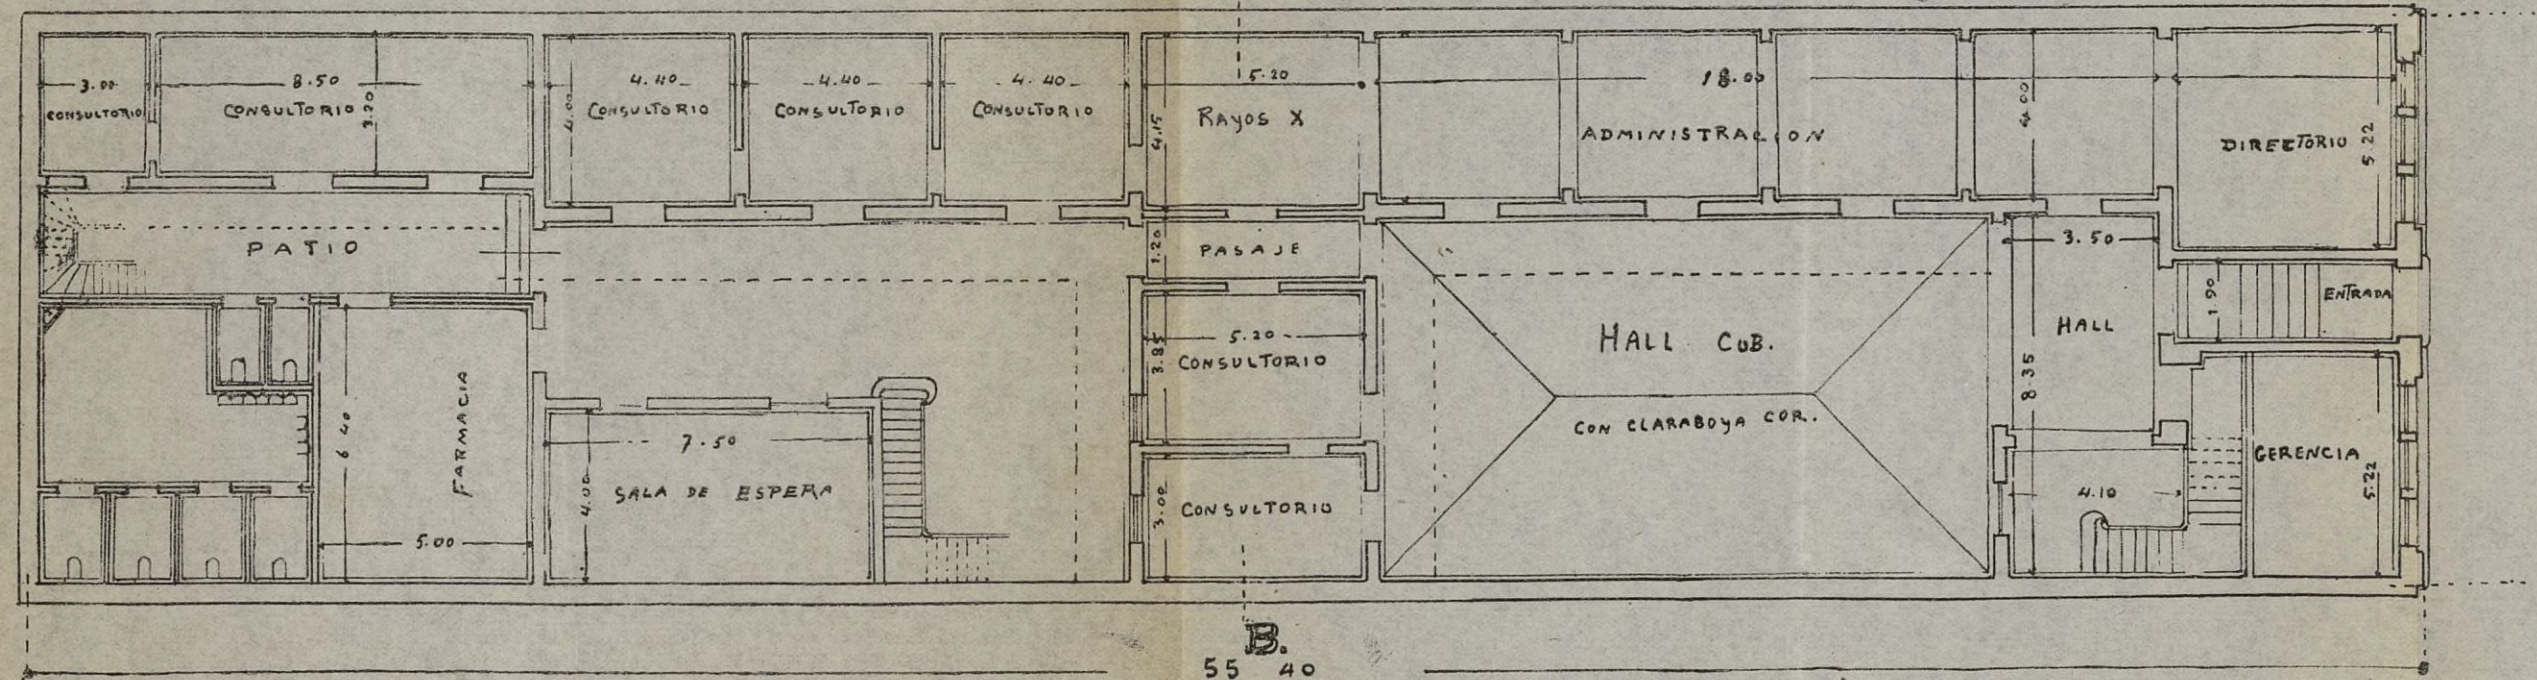 3.00
CONSULTORIO
8.50
CONSULTORIO
3.20
4.40
CONSULTORIO
4.00
4.40
CONSULTORIO
4.40
CONSULTORIO
5.20
RAYOS X
4.15
18.00
ADMINISTRACION
4.00
DIRECTORIO
5.22
PATIO
1.20
PASAJE
3.50
HALL
8.35
1.90
ENTRADA
6 40
FARMACIA
5.00
7.50
4.00
SALA DE ESPERA
5.20
3.85
CONSULTORIO
3.00
CONSULTORIO
HALL CUB.
CON CLARABOYA COR.
4.10
GERENCIA
5.22
B.
55 40